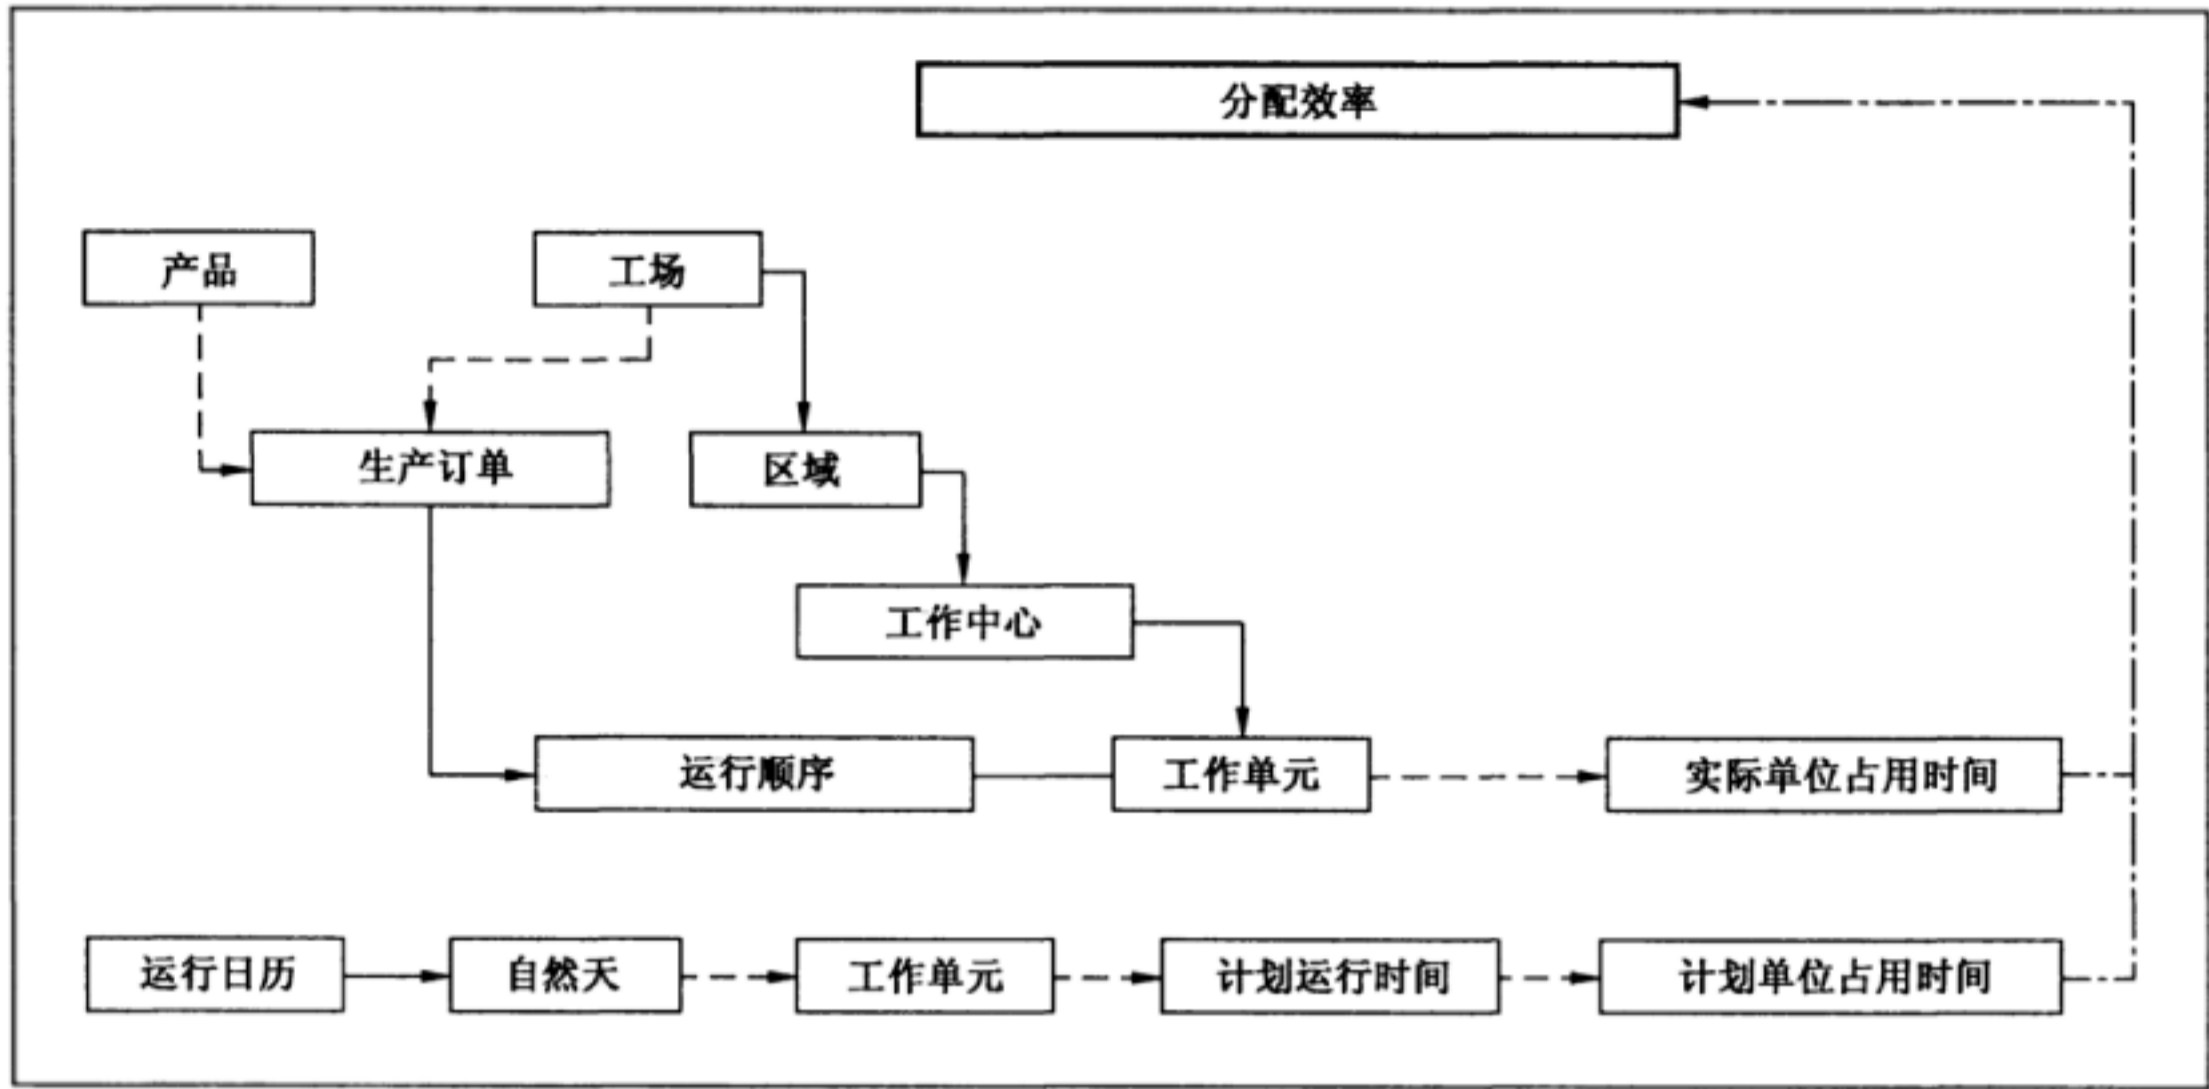 分配效率
产品
工场
生产订单
区域
工作中心
运行顺序
工作单元
实际单位占用时间
运行日历
自然天
工作单元
计划运行时间
计划单位占用时间